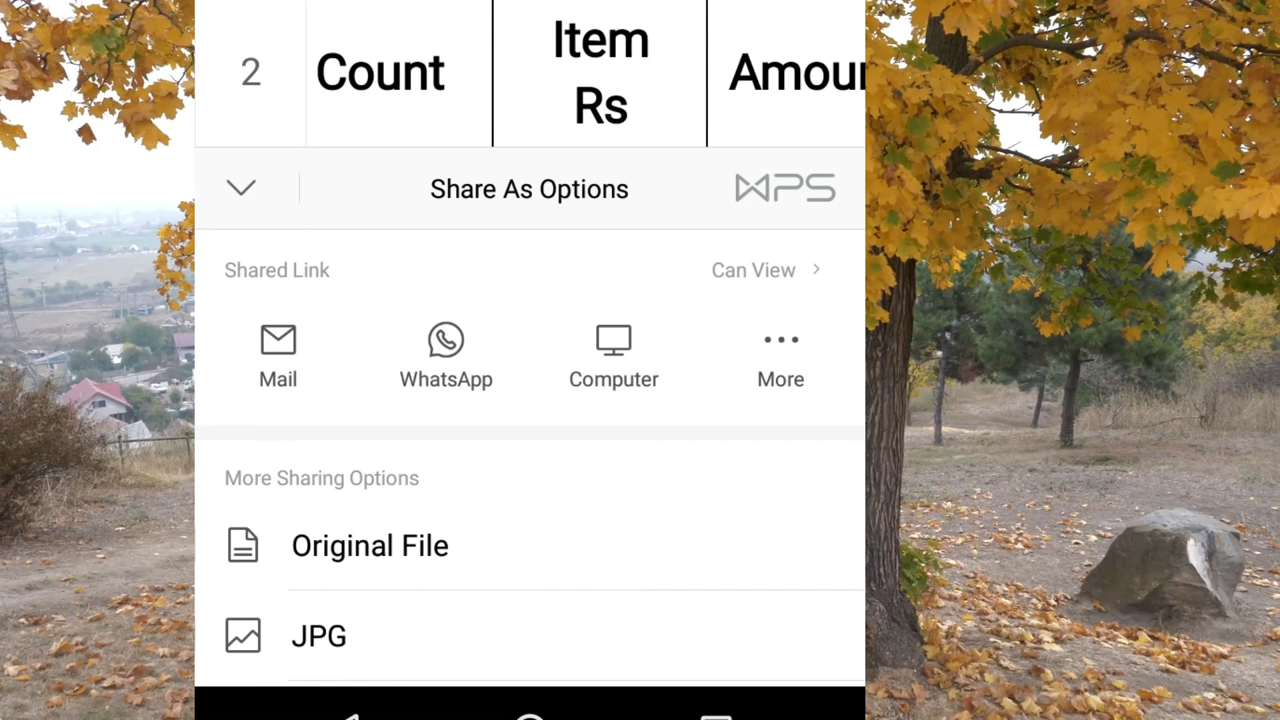 2
Count
Item
Rs
Amour
Share As Options
WPS
Shared Link
Can View
Mail
WhatsApp
Computer
More
More Sharing Options
Original File
JPG